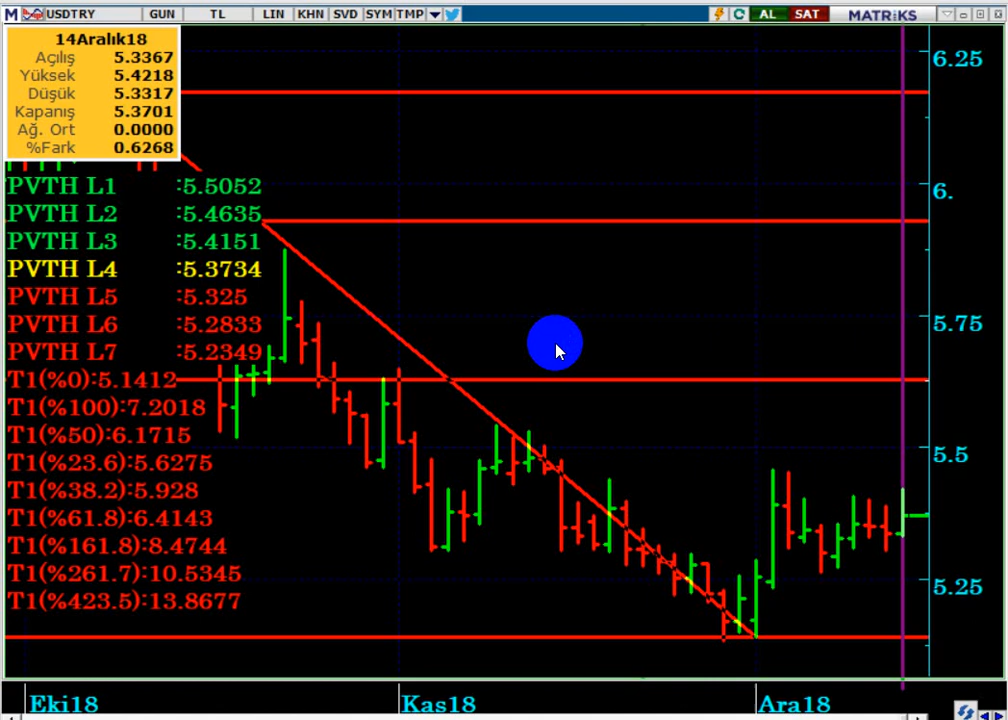 M USDTRY GUN TL LIN KHN SVD SYM TMP AL SAT MATRiKS
14Aralık18
Açılış 5.3367
Yüksek 5.4218
Düşük 5.3317
Kapanış 5.3701
Ağ. Ort 0.0000
%Fark 0.6268
PVTH L1 :5.5052
PVTH L2 :5.4635
PVTH L3 :5.4151
PVTH L4 :5.3734
PVTH L5 :5.325
PVTH L6 :5.2833
PVTH L7 :5.2349
T1(%0):5.1412
T1(%100):7.2018
T1(%50):6.1715
T1(%23.6):5.6275
T1(%38.2):5.928
T1(%61.8):6.4143
T1(%161.8):8.4744
T1(%261.7):10.5345
T1(%423.5):13.8677
6.25
6.
5.75
5.5
5.25
Eki18 Kas18 Ara18